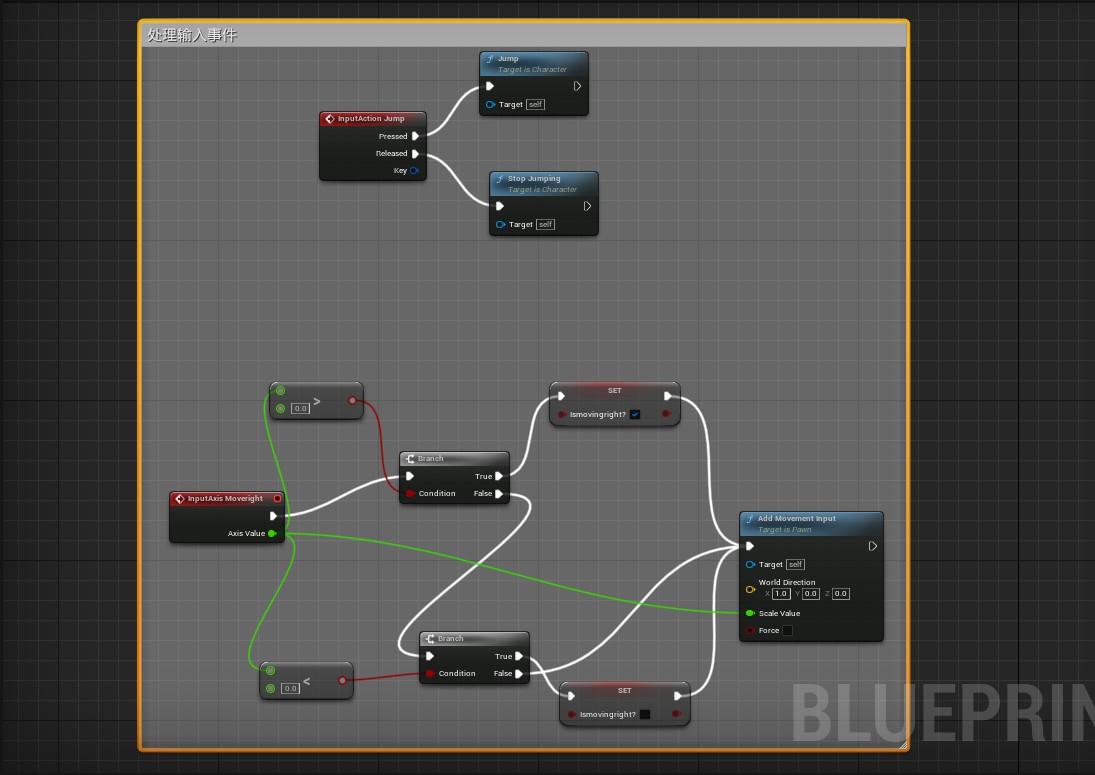 处理输入事件
Jump
Target is Character
Target self
InputAction Jump
Pressed
Released
Key
Stop Jumping
Target is Character
Target self
>
0.0
SET
Ismovingright?
Branch
True
Condition False
InputAxis Moveright
Axis Value
Add Movement Input
Target is Pawn
Target self
World Direction
X 1.0 Y 0.0 Z 0.0
Scale Value
Force
Branch
True
Condition False
<
0.0
SET
Ismovingright?
BLUEPRIN